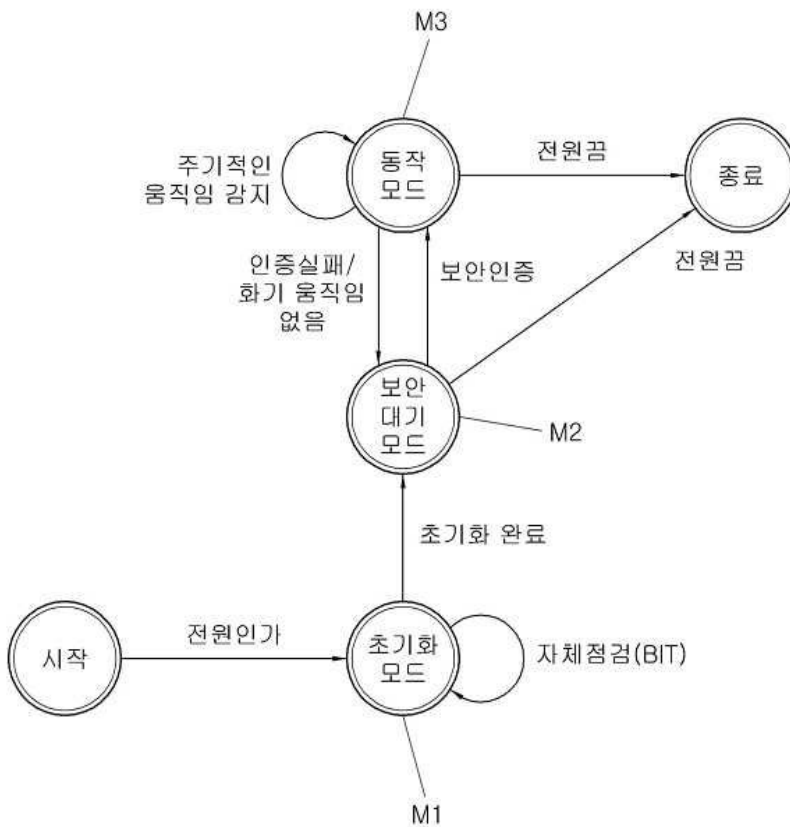 M3
주기적인
움직임 감지
동작
모드
전원끔
종료
인증실패/
화기 움직임
없음
보안인증
전원끔
보안
대기
모드
M2
초기화 완료
시작
전원인가
초기화
모드
자체점검(BIT)
M1